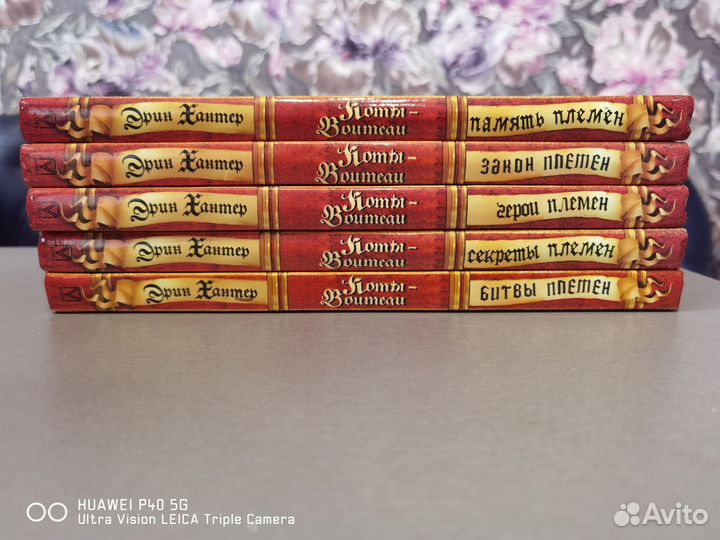 Эрин Хантер
Коты-
Воители
память племён
Эрин Хантер
Коты-
Воители
закон племен
Эрин Хантер
Коты-
Воители
герои племен
Эрин Хантер
Коты-
Воители
секреты племен
Эрин Хантер
Коты-
Воители
битвы племен
HUAWEI P40 5G
Ultra Vision LEICA Triple Camera
Avito